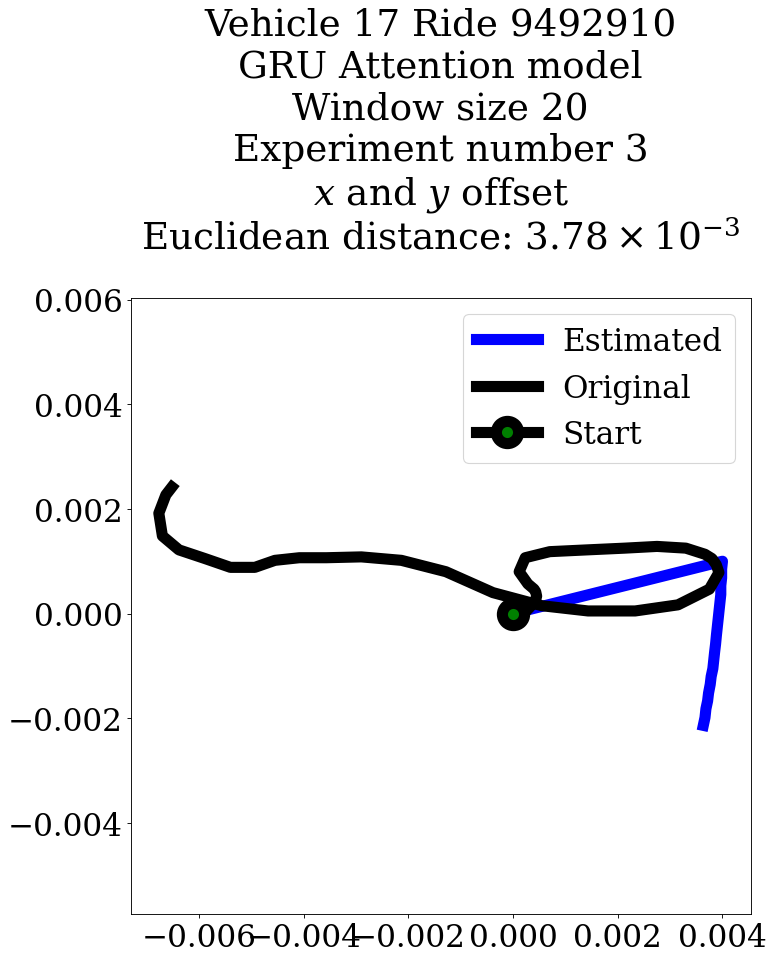 Vehicle 17 Ride 9492910
GRU Attention model
Window size 20
Experiment number 3
x and y offset
Euclidean distance: 3.78 × 10⁻³
Estimated
Original
Start
0.006
0.004
0.002
0.000
−0.002
−0.004
−0.006 −0.004 −0.002 0.000 0.002 0.004